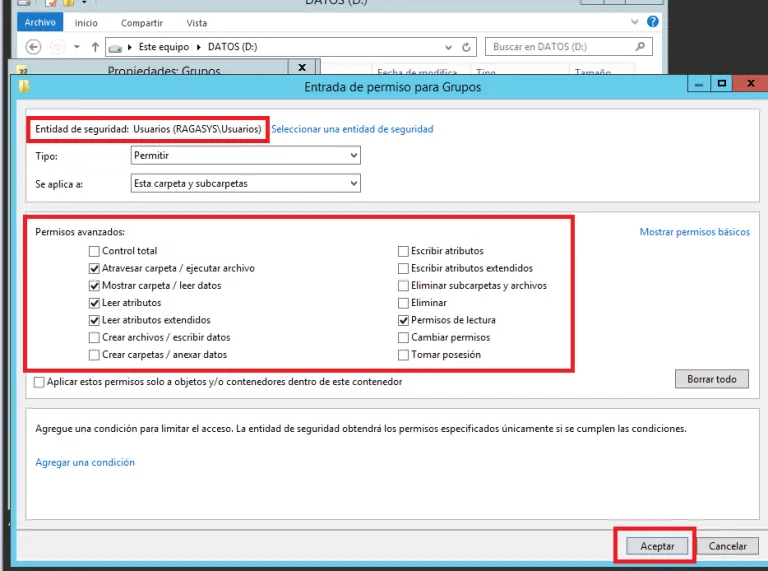 DATOS (D:)
Archivo Inicio Compartir Vista
Este equipo DATOS (D:) Buscar en DATOS (D:)
Propiedades: Grupos Fecha de modifica... Tipo Tamaño
Entrada de permiso para Grupos
Entidad de seguridad: Usuarios (RAGASYS\Usuarios) Seleccionar una entidad de seguridad
Tipo: Permitir
Se aplica a: Esta carpeta y subcarpetas
Permisos avanzados: Mostrar permisos básicos
Control total Escribir atributos
Atravesar carpeta / ejecutar archivo Escribir atributos extendidos
Mostrar carpeta / leer datos Eliminar subcarpetas y archivos
Leer atributos Eliminar
Leer atributos extendidos Permisos de lectura
Crear archivos / escribir datos Cambiar permisos
Crear carpetas / anexar datos Tomar posesión
Aplicar estos permisos solo a objetos y/o contenedores dentro de este contenedor Borrar todo
Agregue una condición para limitar el acceso. La entidad de seguridad obtendrá los permisos especificados únicamente si se cumplen las condiciones.
Agregar una condición
Aceptar Cancelar